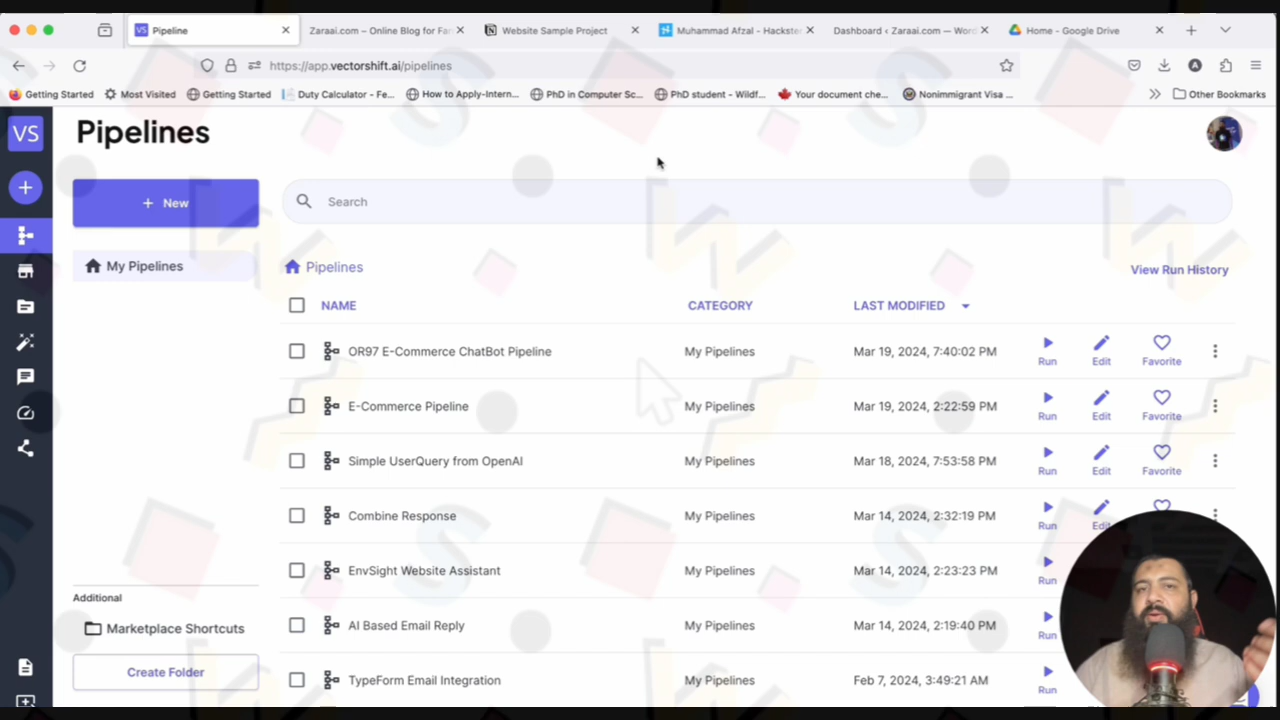 VS Pipeline
Zaraai.com – Online Blog for Fan
Website Sample Project
Muhammad Afzal - Hackster
Dashboard ‹ Zaraai.com — Word
Home - Google Drive
https://app.vectorshift.ai/pipelines
Getting Started
Most Visited
Getting Started
Duty Calculator - Fe...
How to Apply-Intern...
PhD in Computer Sc...
PhD student – Wildf...
Your document che...
Nonimmigrant Visa ...
Other Bookmarks
VS
Pipelines
+ New
Search
My Pipelines
Pipelines
View Run History
NAME CATEGORY LAST MODIFIED
OR97 E-Commerce ChatBot Pipeline My Pipelines Mar 19, 2024, 7:40:02 PM Run Edit Favorite
E-Commerce Pipeline My Pipelines Mar 19, 2024, 2:22:59 PM Run Edit Favorite
Simple UserQuery from OpenAI My Pipelines Mar 18, 2024, 7:53:58 PM Run Edit Favorite
Combine Response My Pipelines Mar 14, 2024, 2:32:19 PM Run Edit
EnvSight Website Assistant My Pipelines Mar 14, 2024, 2:23:23 PM Run
AI Based Email Reply My Pipelines Mar 14, 2024, 2:19:40 PM Run
TypeForm Email Integration My Pipelines Feb 7, 2024, 3:49:21 AM Run
Additional
Marketplace Shortcuts
Create Folder